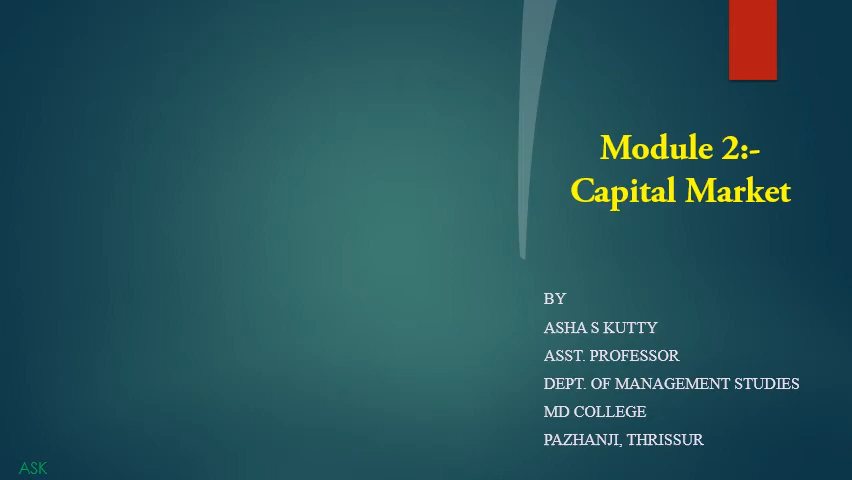 Module 2:-
Capital Market
BY
ASHA S KUTTY
ASST. PROFESSOR
DEPT. OF MANAGEMENT STUDIES
MD COLLEGE
PAZHANJI, THRISSUR
ASK